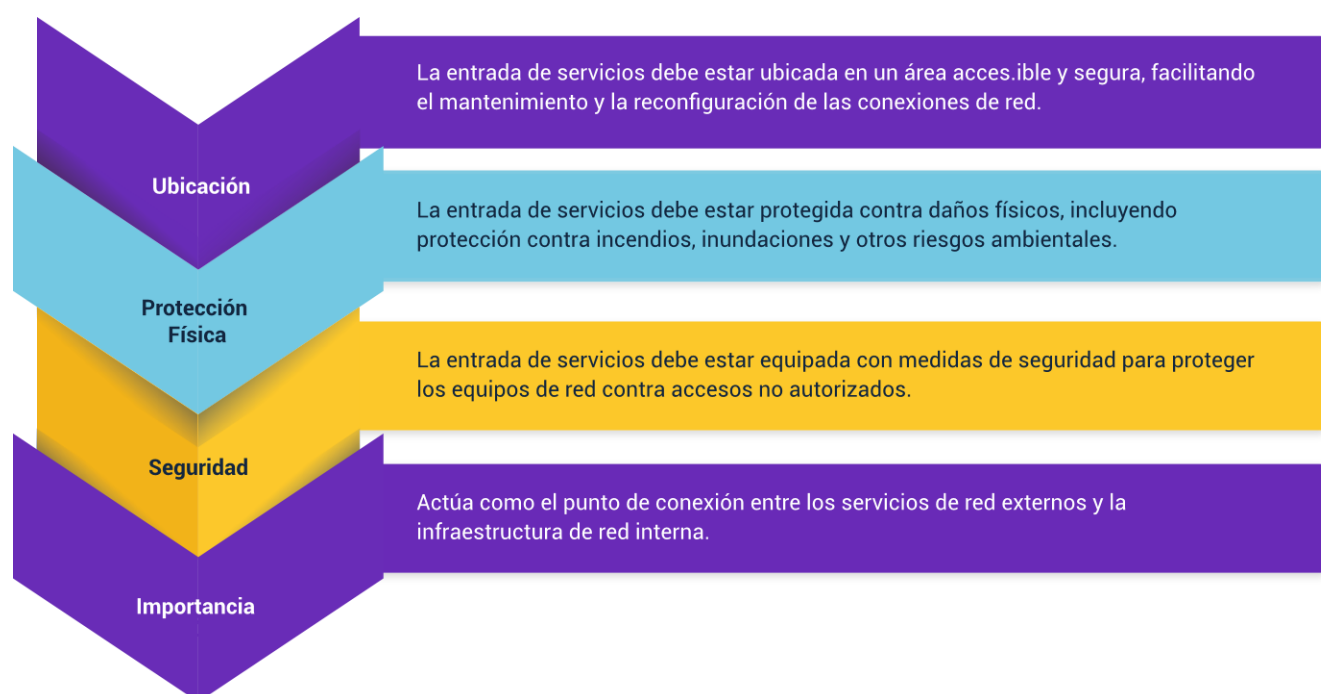 Ubicación
La entrada de servicios debe estar ubicada en un área acces.ible y segura, facilitando
el mantenimiento y la reconfiguración de las conexiones de red.
Protección
Física
La entrada de servicios debe estar protegida contra daños físicos, incluyendo
protección contra incendios, inundaciones y otros riesgos ambientales.
Seguridad
La entrada de servicios debe estar equipada con medidas de seguridad para proteger
los equipos de red contra accesos no autorizados.
Importancia
Actúa como el punto de conexión entre los servicios de red externos y la
infraestructura de red interna.